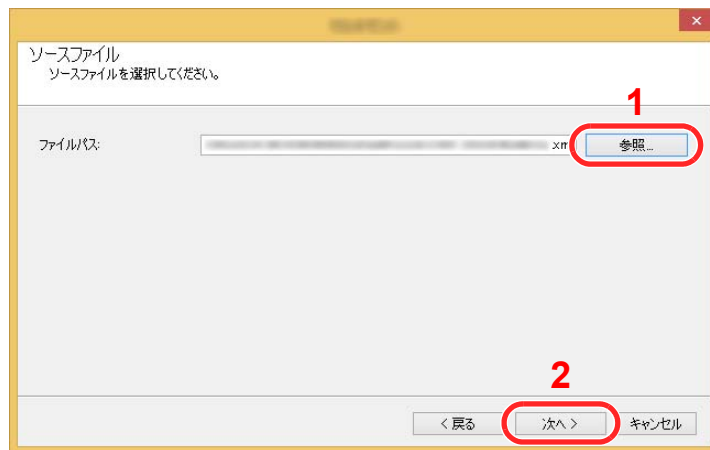 ソースファイル
ソースファイルを選択してください。
1
ファイルパス: .xm 参照...
2
< 戻る 次へ > キャンセル